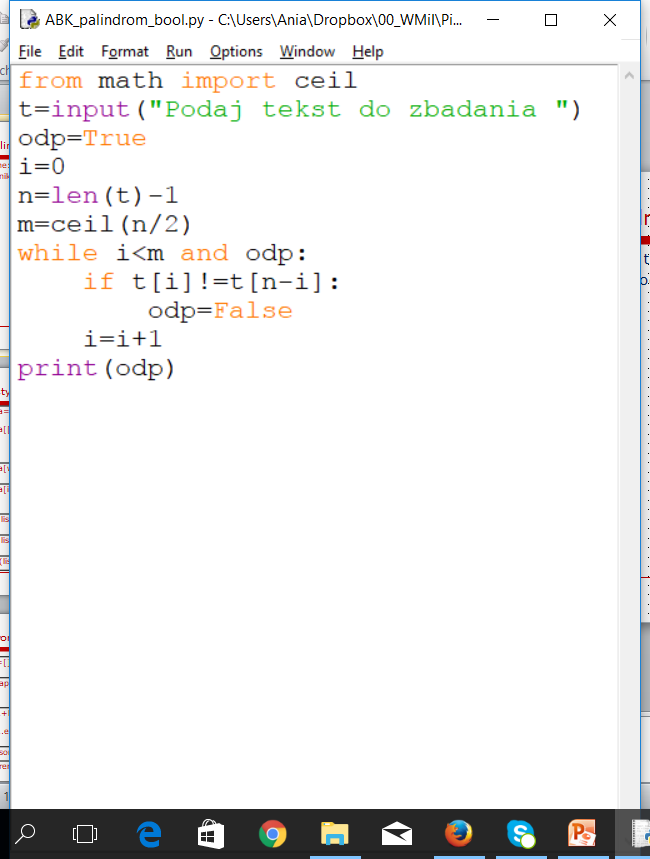 ABK_palindrom_bool.py - C:\Users\Ania\Dropbox\00_WMiI\Pi...
File Edit Format Run Options Window Help
from math import ceil
t=input("Podaj tekst do zbadania ")
odp=True
i=0
n=len(t)-1
m=ceil(n/2)
while i<m and odp:
    if t[i]!=t[n-i]:
        odp=False
    i=i+1
print(odp)